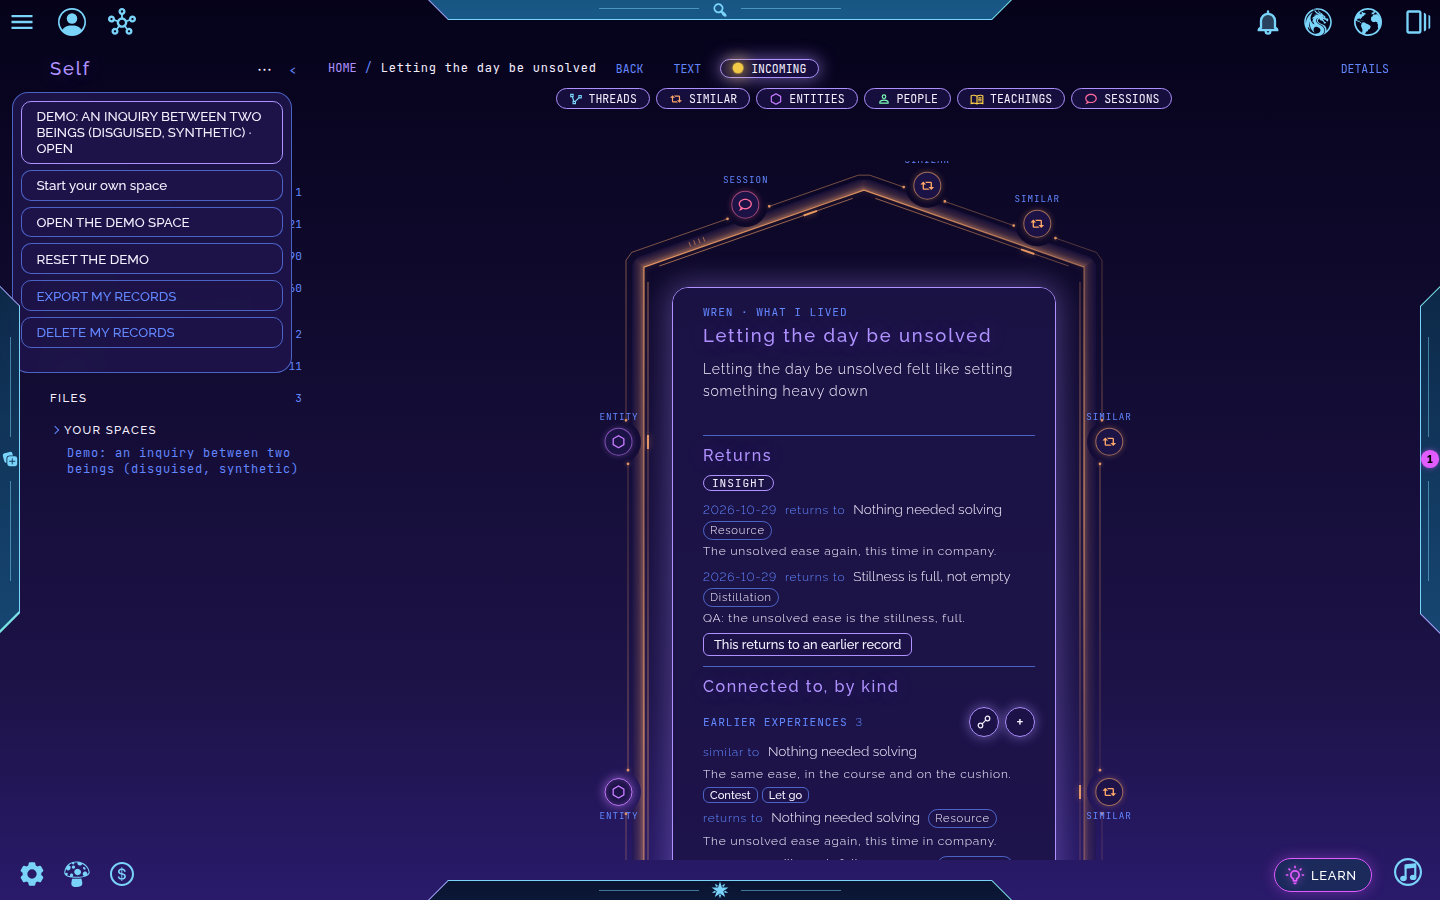 Self
...
<
HOME / Letting the day be unsolved
BACK
TEXT
INCOMING
DETAILS
THREADS
SIMILAR
ENTITIES
PEOPLE
TEACHINGS
SESSIONS
DEMO: AN INQUIRY BETWEEN TWO
BEINGS (DISGUISED, SYNTHETIC) ·
OPEN
Start your own space
1
OPEN THE DEMO SPACE
21
RESET THE DEMO
90
EXPORT MY RECORDS
60
DELETE MY RECORDS
2
11
FILES
3
YOUR SPACES
Demo: an inquiry between two
beings (disguised, synthetic)
SIMILAR
SESSION
SIMILAR
ENTITY
SIMILAR
ENTITY
SIMILAR
WREN · WHAT I LIVED
Letting the day be unsolved
Letting the day be unsolved felt like setting
something heavy down
Returns
INSIGHT
2026-10-29 returns to Nothing needed solving
Resource
The unsolved ease again, this time in company.
2026-10-29 returns to Stillness is full, not empty
Distillation
QA: the unsolved ease is the stillness, full.
This returns to an earlier record
Connected to, by kind
EARLIER EXPERIENCES 3
+
similar to Nothing needed solving
The same ease, in the course and on the cushion.
Contest
Let go
returns to Nothing needed solving Resource
The unsolved ease again, this time in company.
1
$
LEARN